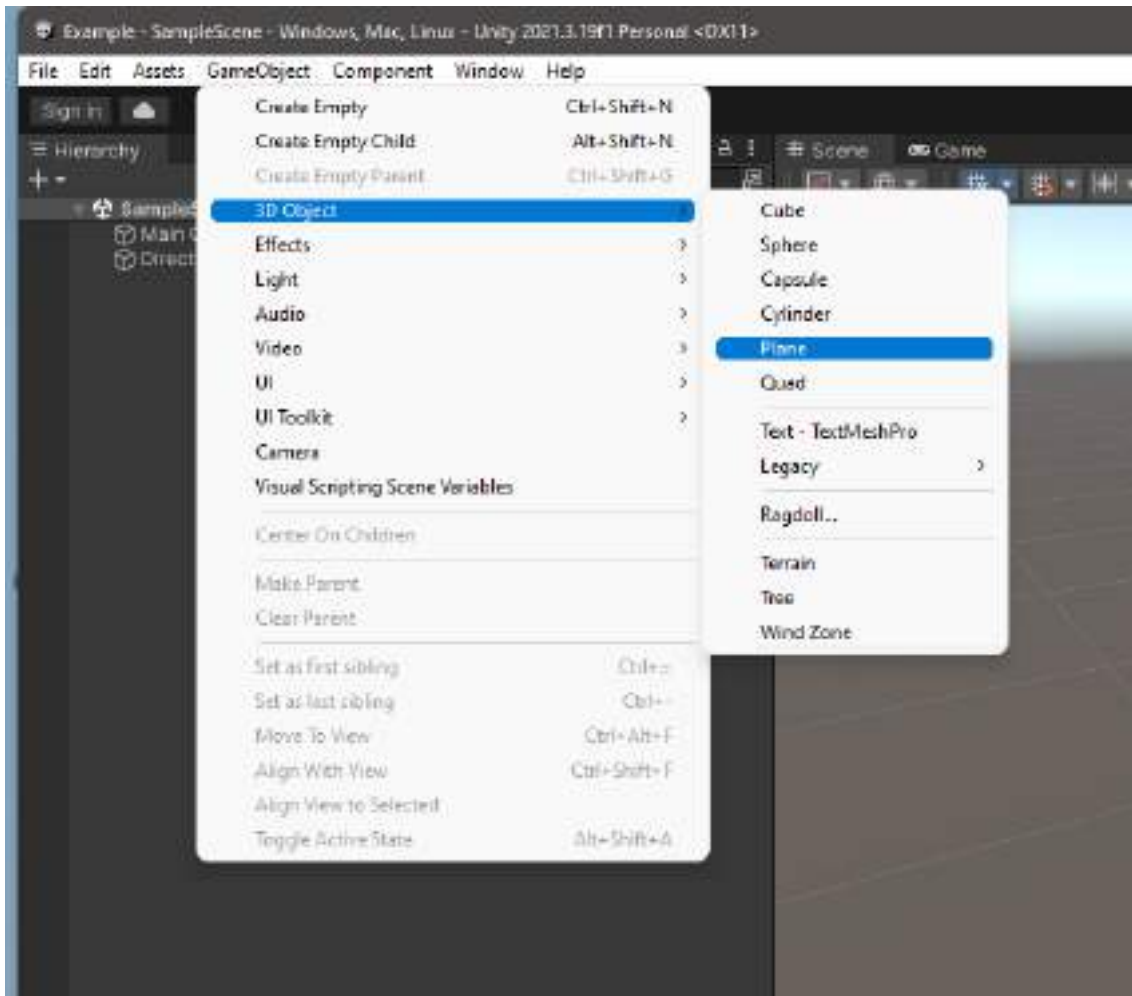 Example - SampleScene - Windows, Mac, Linux - Unity 2021.3.19f1 Personal <DX11>
File Edit Assets GameObject Component Window Help
Sign in
Hierarchy
Scene Game
Main
Direct
Create Empty Ctrl+Shift+N
Create Empty Child Alt+Shift+N
Create Empty Parent Ctrl+Shift+G
3D Object
Effects
Light
Audio
Video
UI
UI Toolkit
Camera
Visual Scripting Scene Variables
Center On Children
Make Parent
Clear Parent
Set as first sibling
Set as last sibling
Move To View Ctrl+Alt+F
Align With View Ctrl+Shift+F
Align View to Selected
Toggle Active State Alt+Shift+A
Cube
Sphere
Capsule
Cylinder
Plane
Quad
Text - TextMeshPro
Legacy
Ragdoll...
Terrain
Tree
Wind Zone